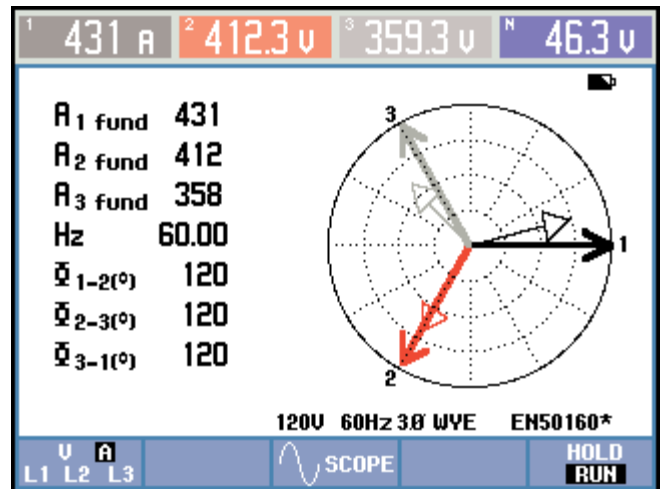 1 431 A 2 412.3 V 3 359.3 V N 46.3 V
A1 fund 431
A2 fund 412
A3 fund 358
Hz 60.00
Φ1-2(°) 120
Φ2-3(°) 120
Φ3-1(°) 120
3
1
2
120V 60Hz 3Ø WYE EN50160*
V A
L1 L2 L3
SCOPE
HOLD
RUN